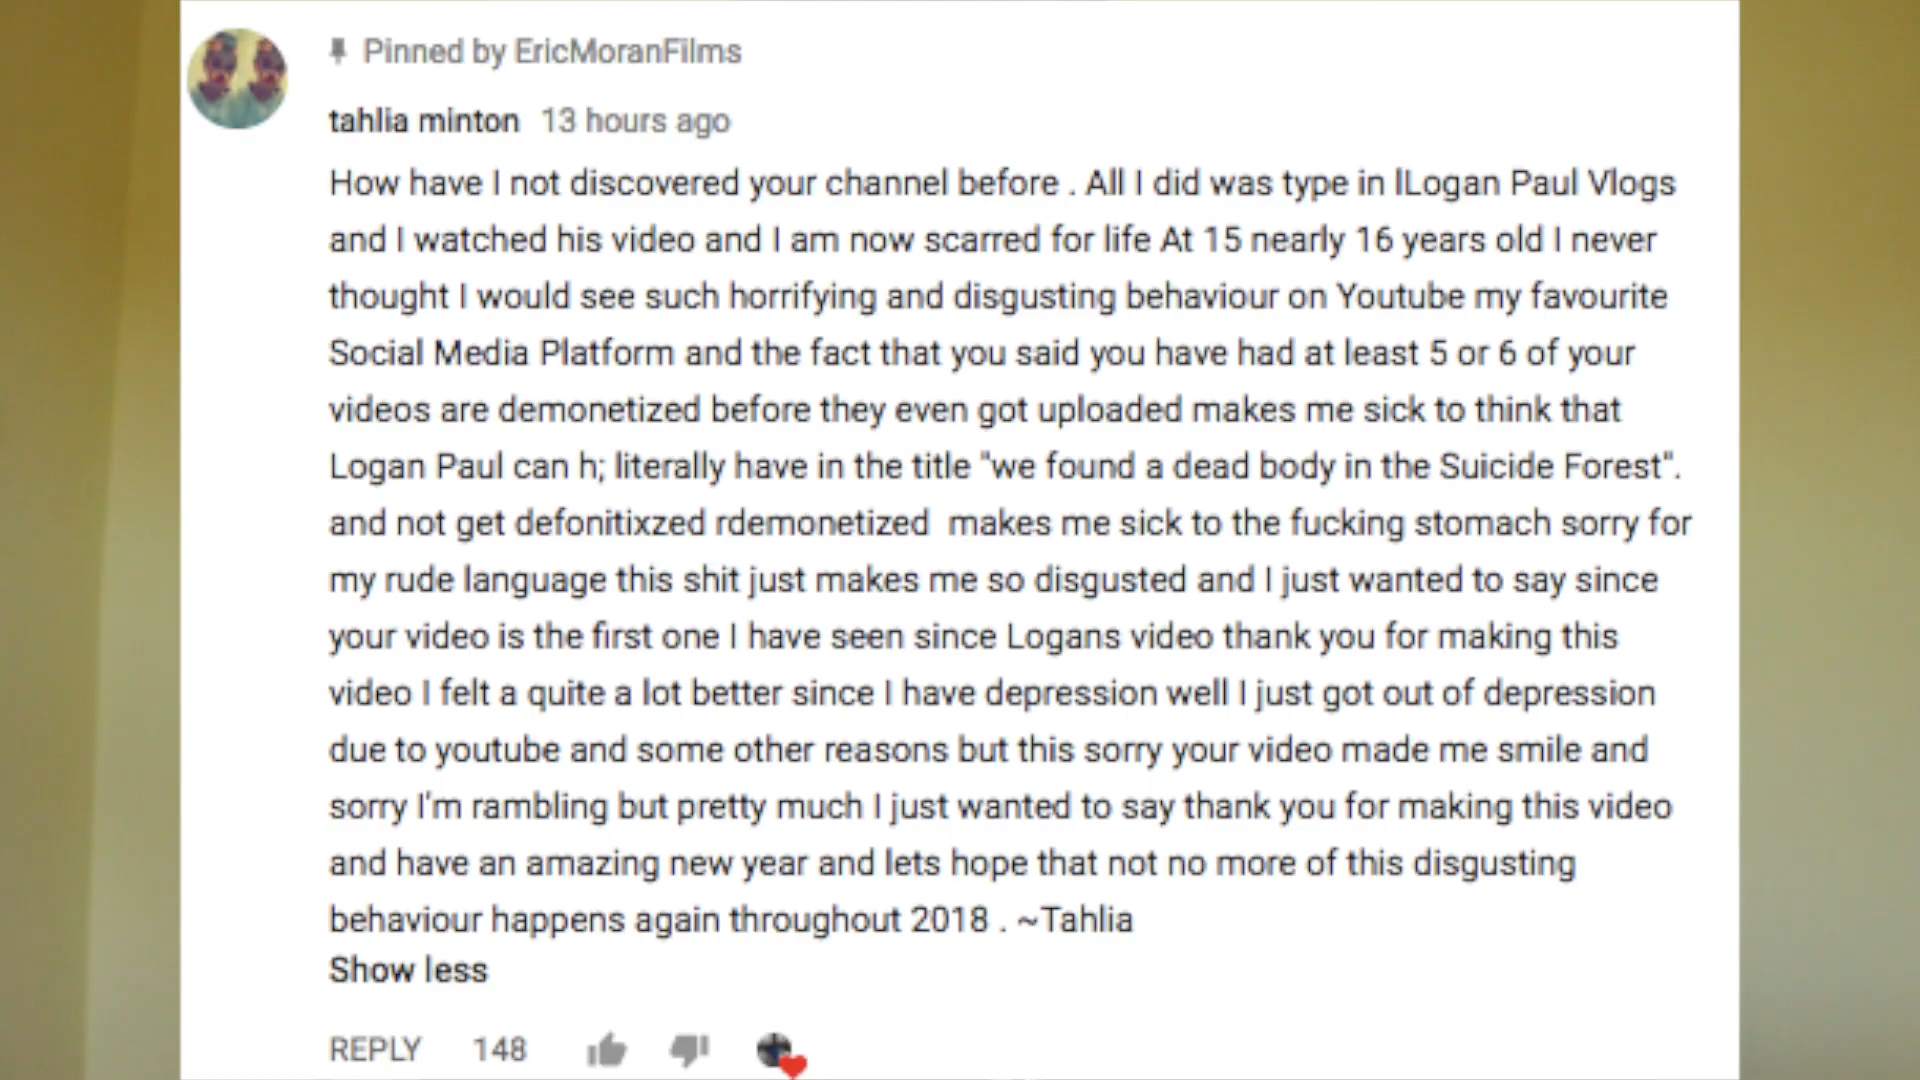 Pinned by EricMoranFilms
tahlia minton 13 hours ago
How have I not discovered your channel before . All I did was type in lLogan Paul Vlogs
and I watched his video and I am now scarred for life At 15 nearly 16 years old I never
thought I would see such horrifying and disgusting behaviour on Youtube my favourite
Social Media Platform and the fact that you said you have had at least 5 or 6 of your
videos are demonetized before they even got uploaded makes me sick to think that
Logan Paul can h; literally have in the title "we found a dead body in the Suicide Forest".
and not get defonitixzed rdemonetized  makes me sick to the fucking stomach sorry for
my rude language this shit just makes me so disgusted and I just wanted to say since
your video is the first one I have seen since Logans video thank you for making this
video I felt a quite a lot better since I have depression well I just got out of depression
due to youtube and some other reasons but this sorry your video made me smile and
sorry I'm rambling but pretty much I just wanted to say thank you for making this video
and have an amazing new year and lets hope that not no more of this disgusting
behaviour happens again throughout 2018 . ~Tahlia
Show less
REPLY 148